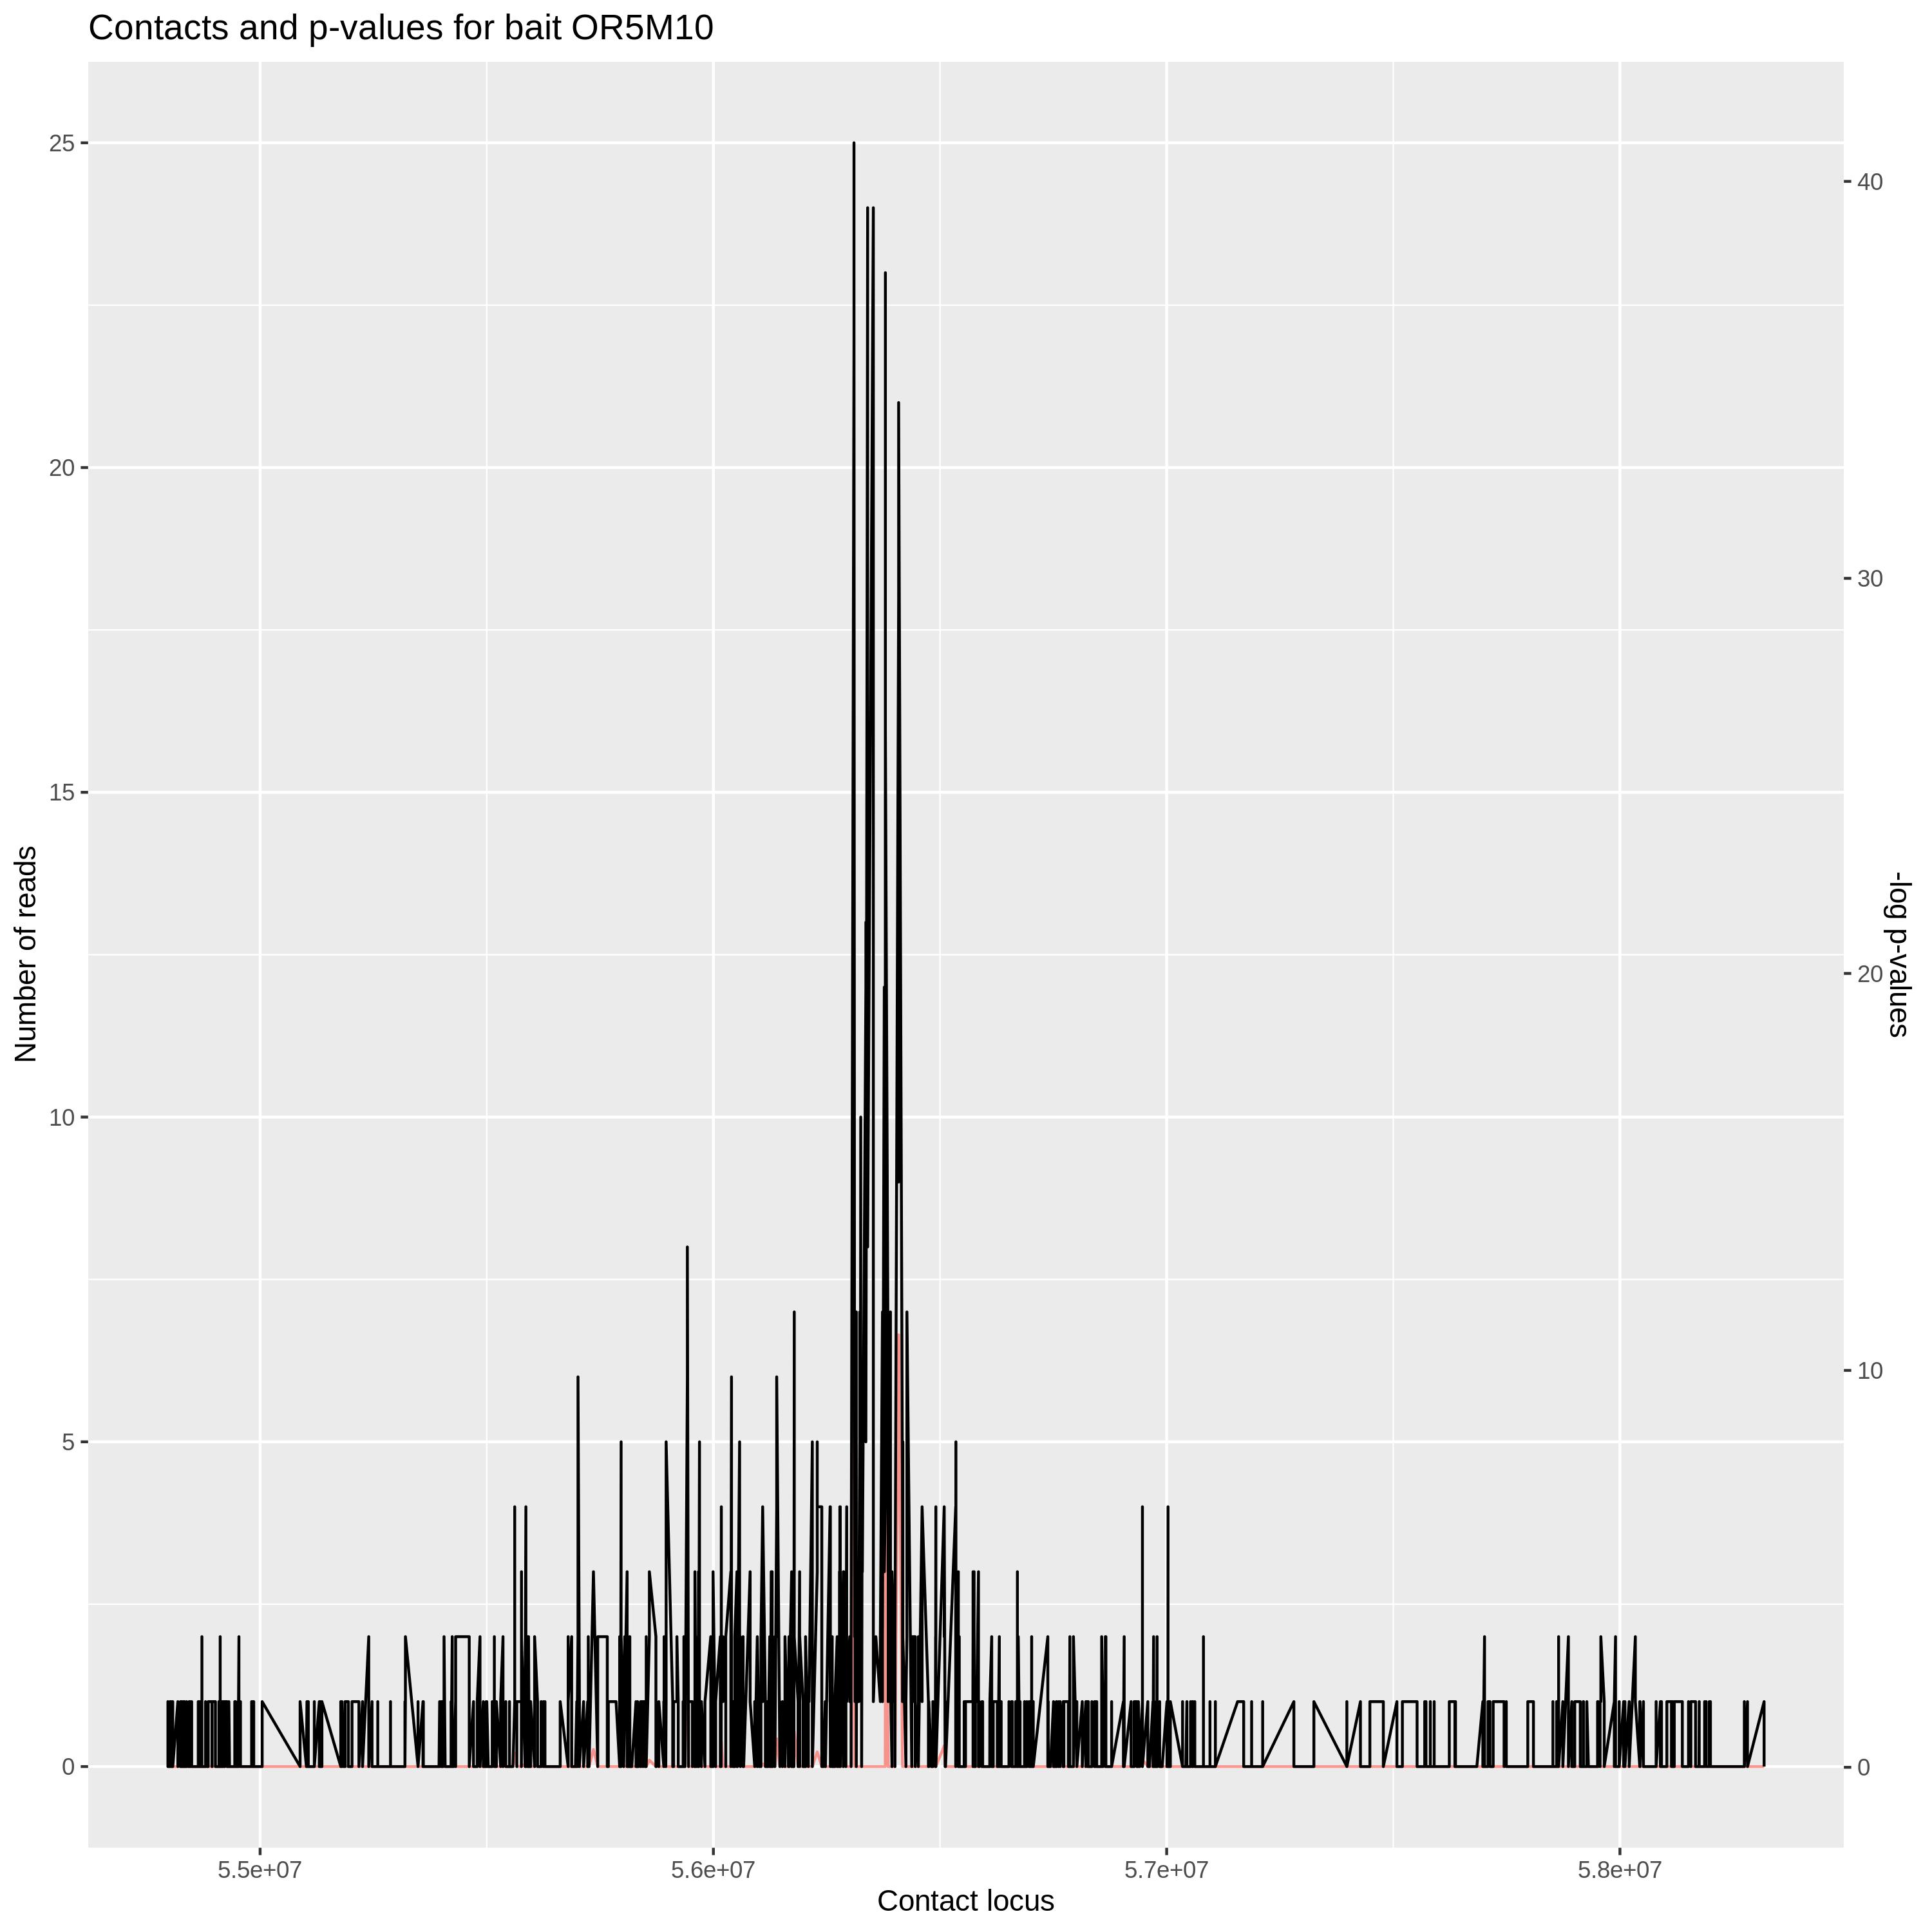 Contacts and p-values for bait OR5M10
25
20
15
10
5
0
Number of reads
40
30
20
10
0
-log p-values
5.5e+07 5.6e+07 5.7e+07 5.8e+07
Contact locus